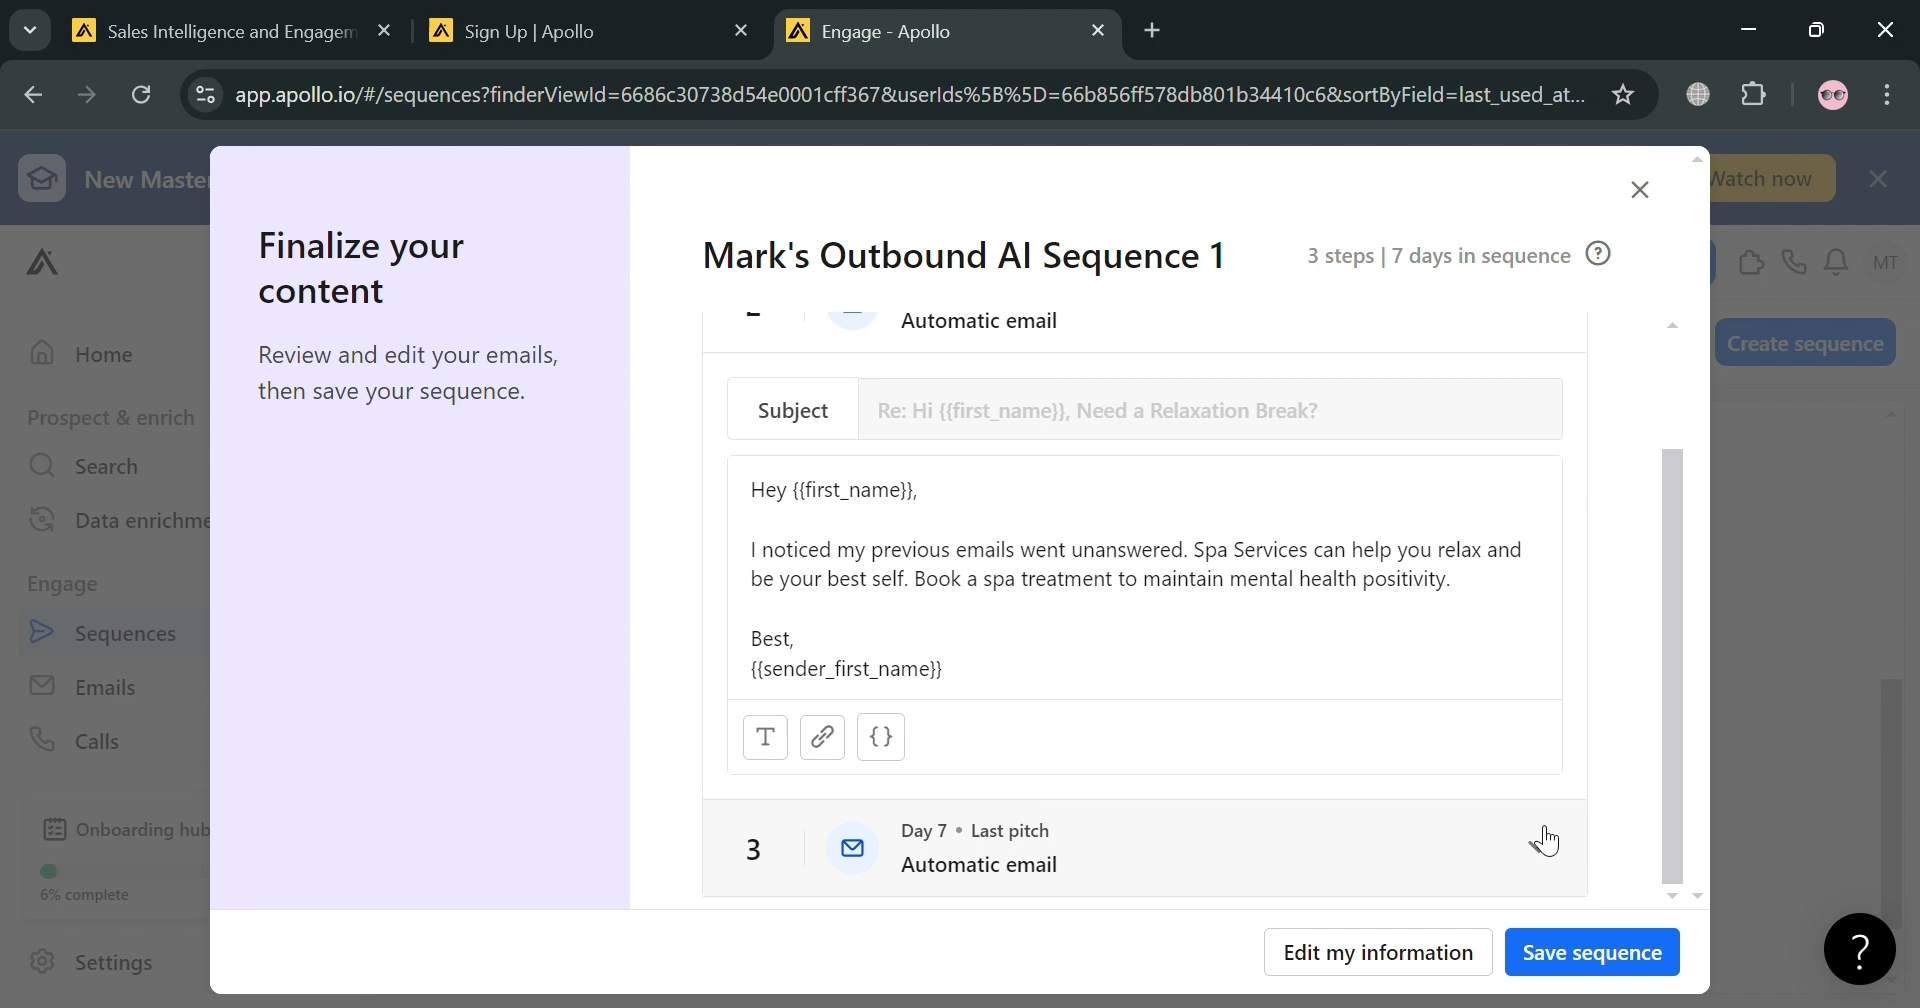 Sales Intelligence and Engagem
Sign Up | Apollo
Engage - Apollo
app.apollo.io/#/sequences?finderViewId=6686c30738d54e0001cff367&userIds%5B%5D=66b856ff578db801b34410c6&sortByField=last_used_at...
New Master
Watch now
MT
Home
Create sequence
Prospect & enrich
Search
Data enrichme
Engage
Sequences
Emails
Calls
Onboarding hub
6% complete
Settings
Finalize your
content
Review and edit your emails,
then save your sequence.
Mark's Outbound AI Sequence 1
3 steps | 7 days in sequence ?
Automatic email
Subject
Re: Hi {{first_name}}, Need a Relaxation Break?
Hey {{first_name}},
I noticed my previous emails went unanswered. Spa Services can help you relax and
be your best self. Book a spa treatment to maintain mental health positivity.
Best,
{{sender_first_name}}
T {}
3
Day 7 • Last pitch
Automatic email
Edit my information
Save sequence
?